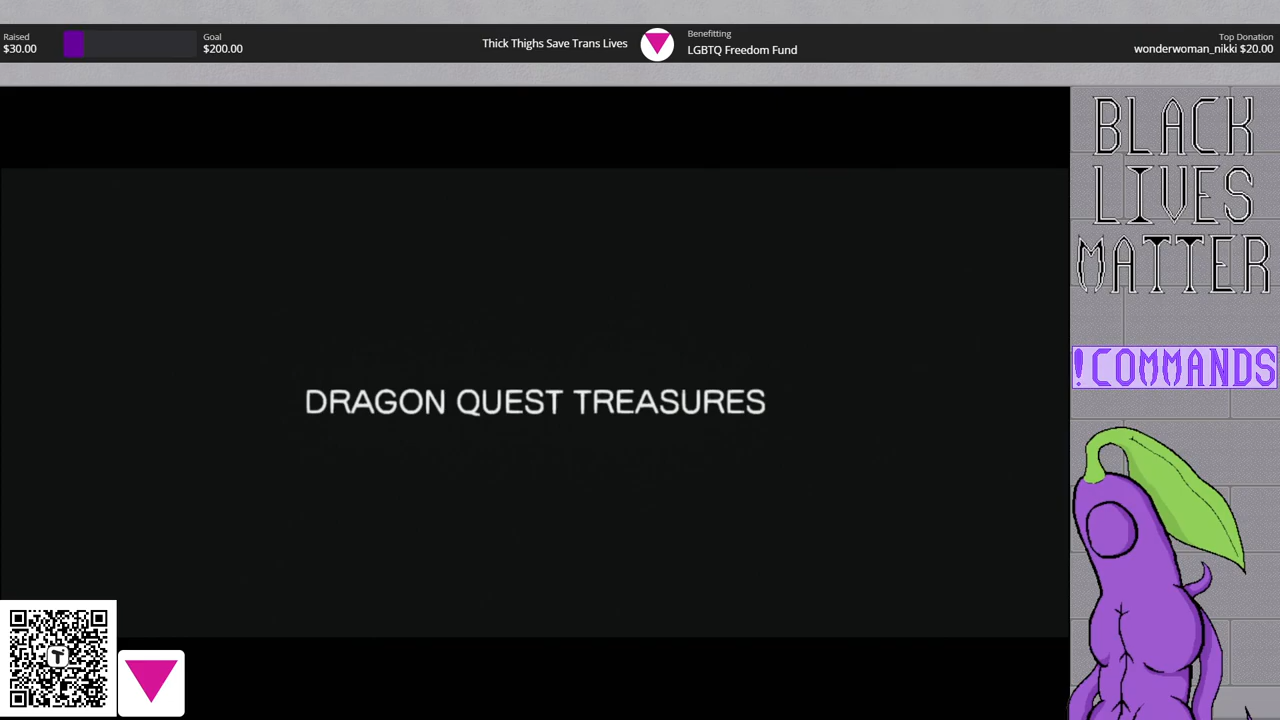 Raised
$30.00
Goal
$200.00
Thick Thighs Save Trans Lives
Benefitting
LGBTQ Freedom Fund
Top Donation
wonderwoman_nikki $20.00
BLACK
LIVES
MATTER
!COMMANDS
DRAGON QUEST TREASURES
T